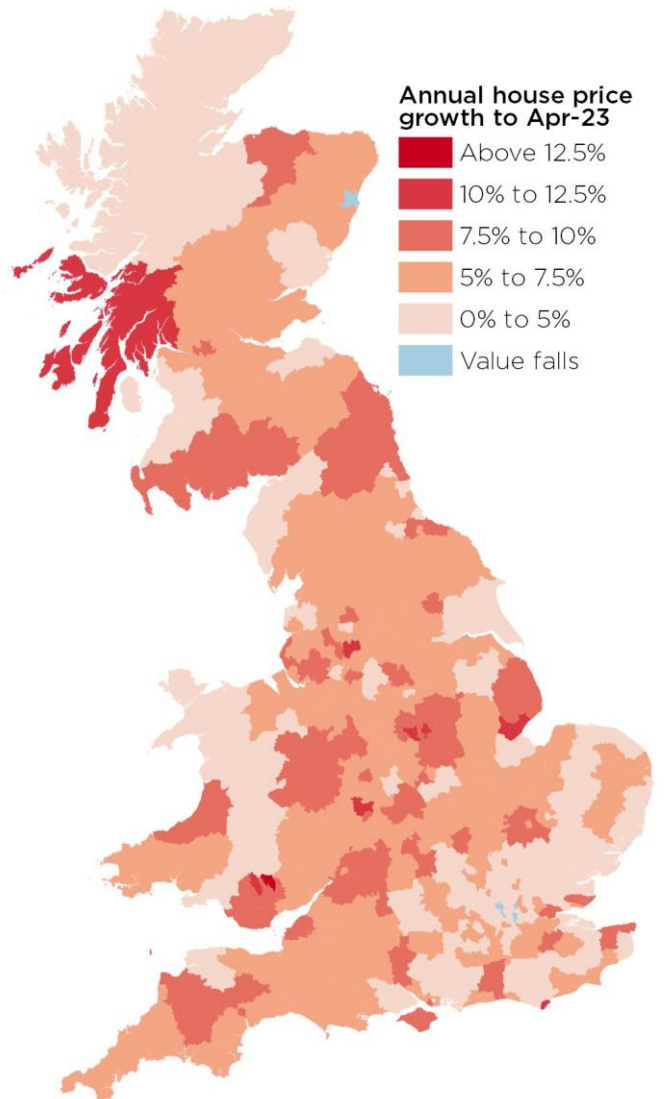 Annual house price
growth to Apr-23
Above 12.5%
10% to 12.5%
7.5% to 10%
5% to 7.5%
0% to 5%
Value falls